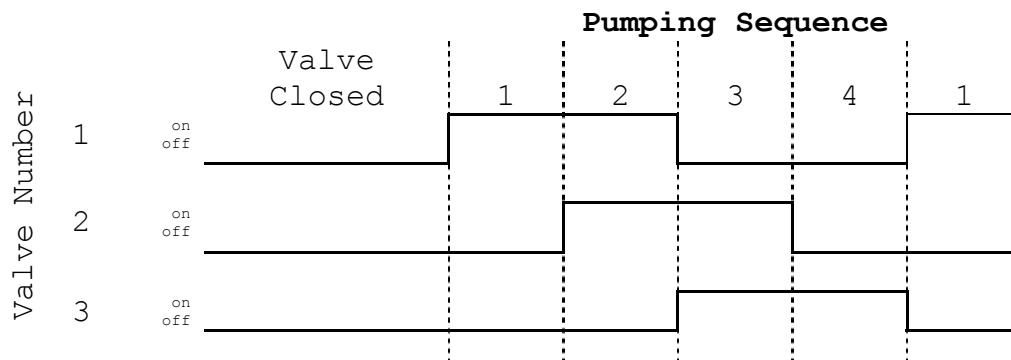 Pumping Sequence
Valve
Closed
1 2 3 4 1
Valve Number
1
on
off
2
on
off
3
on
off